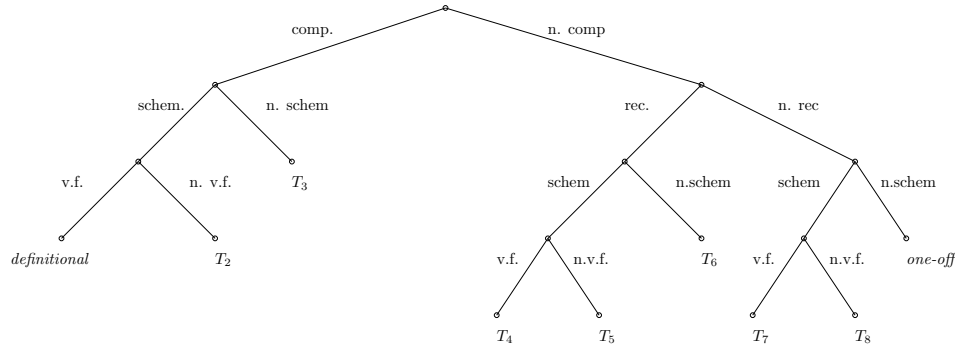 comp. n. comp
schem. n. schem rec. n. rec
v.f. n. v.f. T3 schem n.schem schem n.schem
definitional T2 v.f. n.v.f. T6 v.f. n.v.f. one-off
T4 T5 T7 T8